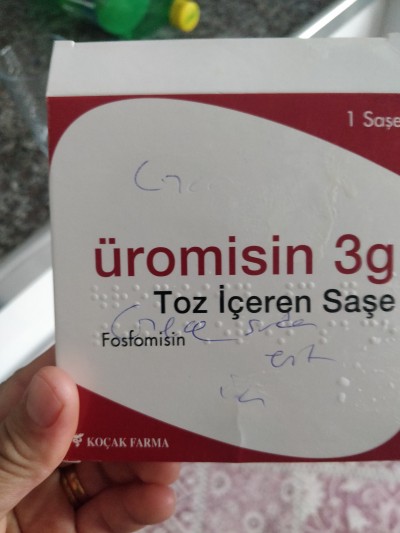 1 Saşe
üromisin 3g
Toz İçeren Saşe
Fosfomisin
KOÇAK FARMA